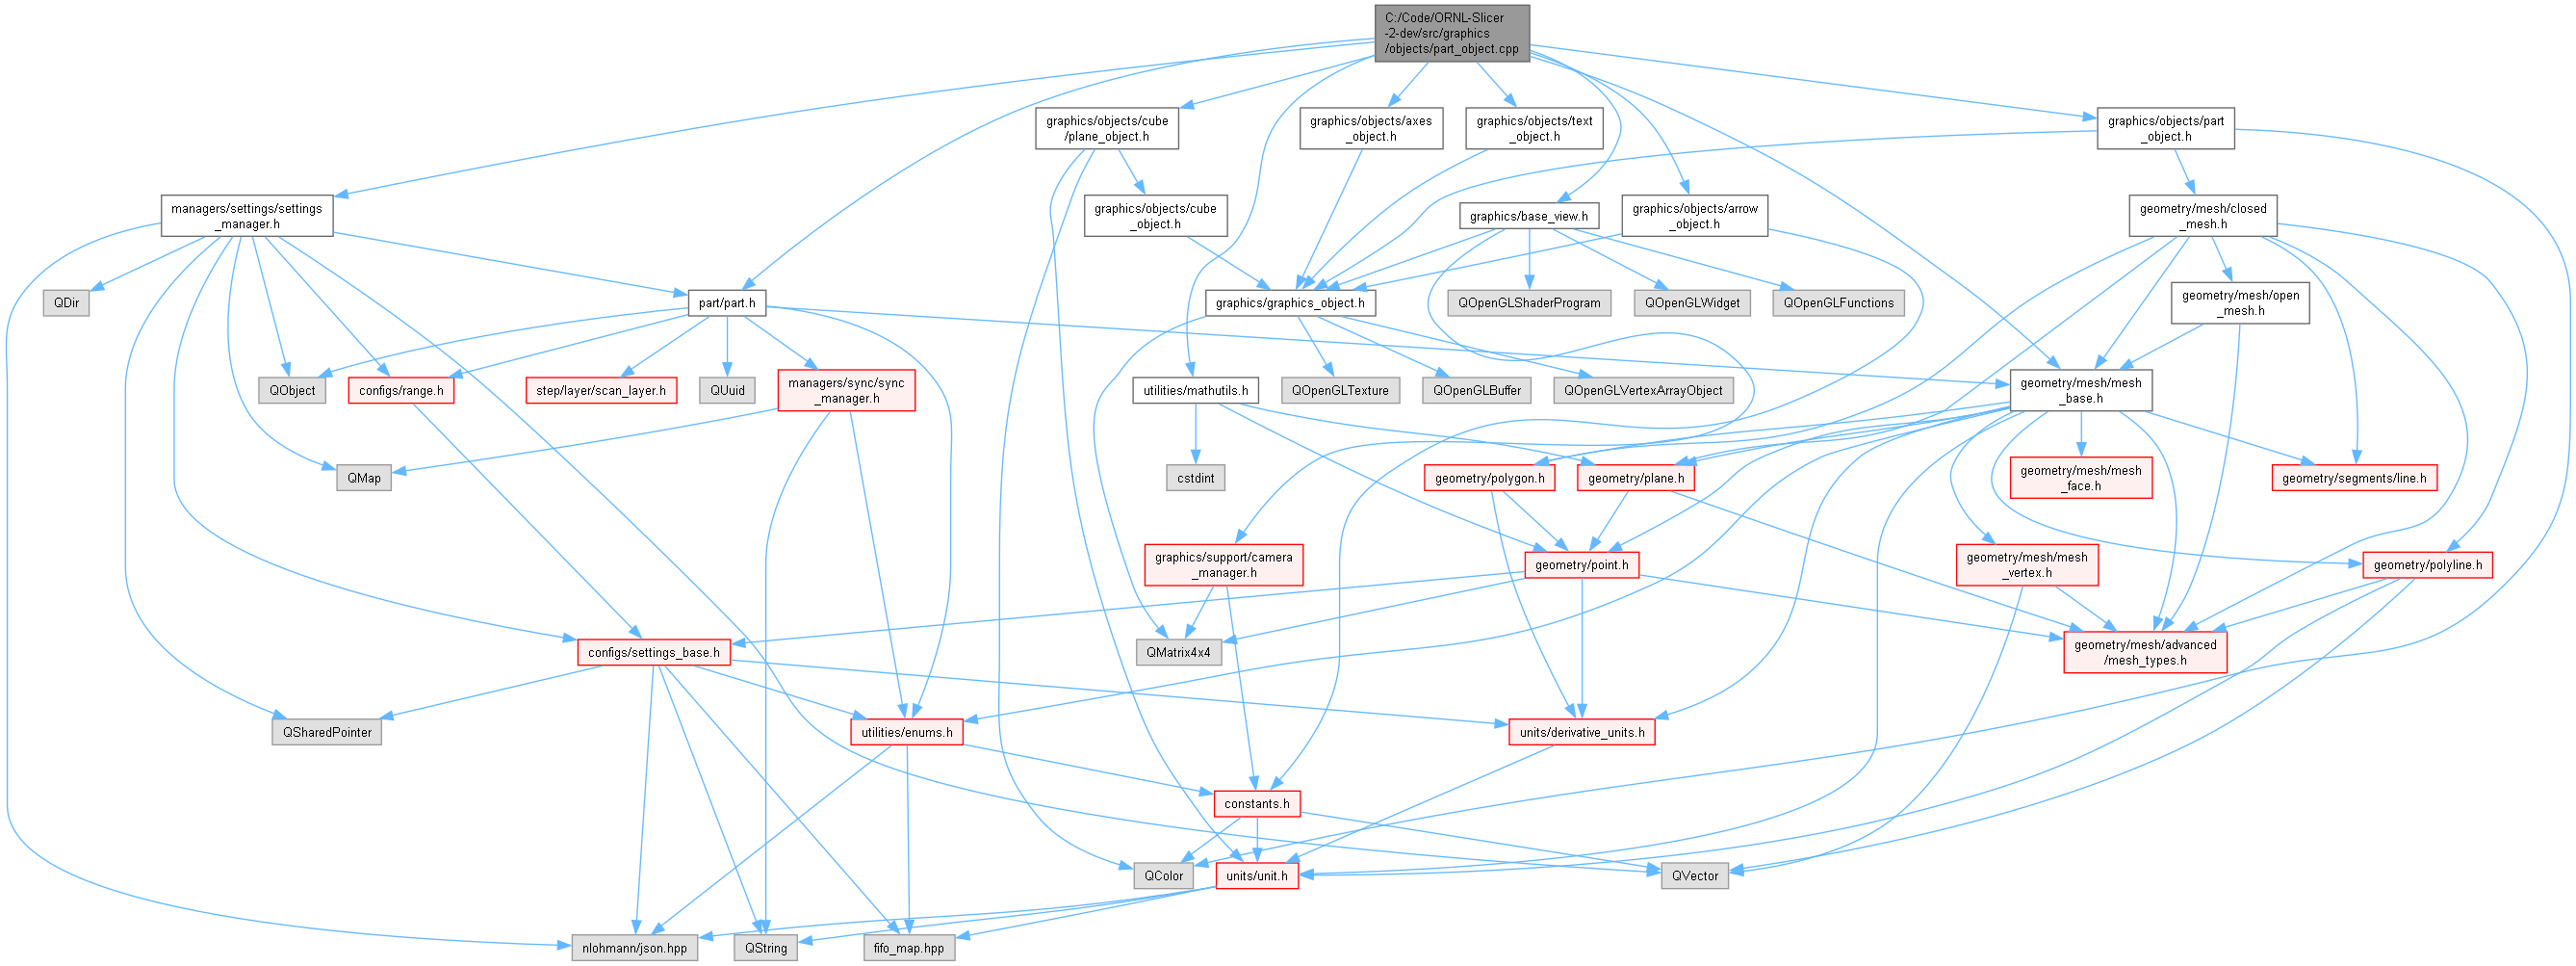 C:/Code/ORNL-Slicer
-2-dev/src/graphics
/objects/part_object.cpp
graphics/objects/cube
/plane_object.h
graphics/objects/axes
_object.h
graphics/objects/text
_object.h
graphics/objects/part
_object.h
managers/settings/settings
_manager.h
graphics/objects/cube
_object.h
graphics/base_view.h
graphics/objects/arrow
_object.h
geometry/mesh/closed
_mesh.h
QDir
part/part.h
graphics/graphics_object.h
QOpenGLShaderProgram
QOpenGLWidget
QOpenGLFunctions
geometry/mesh/open
_mesh.h
QObject
configs/range.h
step/layer/scan_layer.h
QUuid
managers/sync/sync
_manager.h
utilities/mathutils.h
QOpenGLTexture
QOpenGLBuffer
QOpenGLVertexArrayObject
geometry/mesh/mesh
_base.h
QMap
cstdint
geometry/polygon.h
geometry/plane.h
geometry/mesh/mesh
_face.h
geometry/segments/line.h
graphics/support/camera
_manager.h
geometry/point.h
geometry/mesh/mesh
_vertex.h
geometry/polyline.h
configs/settings_base.h
QMatrix4x4
geometry/mesh/advanced
/mesh_types.h
QSharedPointer
utilities/enums.h
units/derivative_units.h
constants.h
QColor
units/unit.h
QVector
nlohmann/json.hpp
QString
fifo_map.hpp